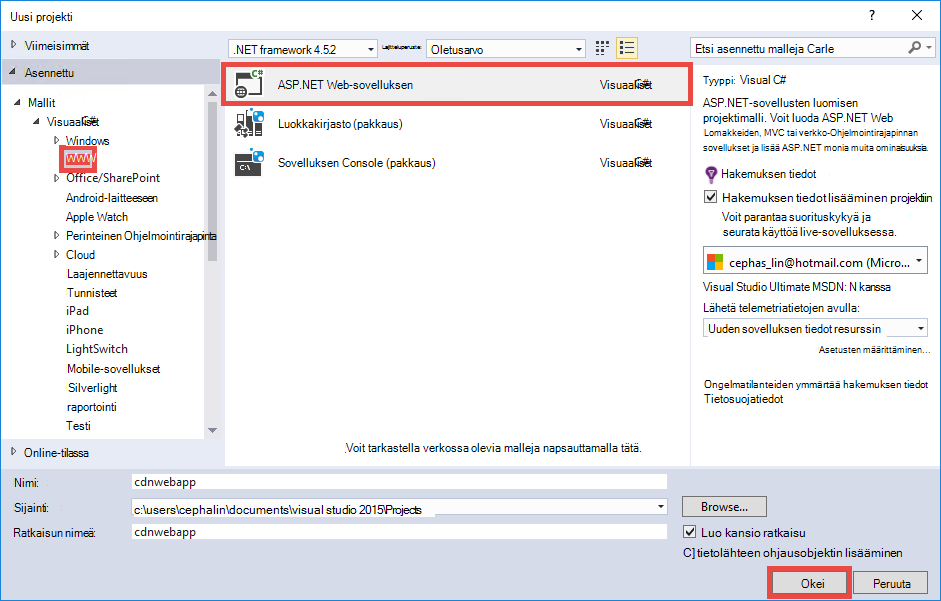 Uusi projekti
?
Viimeisimmät
.NET framework 4.5.2
Lajitteluperuste:
Oletusarvo
Etsi asennettu malleja Carle
Asennettu
Mallit
Visuaaliset C#
Windows
WWW
Office/SharePoint
Android-laitteeseen
Apple Watch
Perinteinen Ohjelmointirajapinta
Cloud
Laajennettavuus
Tunnisteet
iPad
iPhone
LightSwitch
Mobile-sovellukset
Silverlight
raportointi
Testi
Online-tilassa
C#
ASP.NET Web-sovelluksen
Visuaaliset C#
Luokkakirjasto (pakkaus)
Visuaaliset C#
C:\
Sovelluksen Console (pakkaus)
Visuaaliset C#
Voit tarkastella verkossa olevia malleja napsauttamalla tätä.
Tyyppi: Visual C#
ASP.NET-sovellusten luomisen
projektimalli. Voit luoda ASP.NET Web
Lomakkeiden, MVC tai verkko-Ohjelmointirajapinnan
sovellukset ja lisää ASP.NET monia muita ominaisuuksia.
Hakemuksen tiedot
Hakemuksen tiedot lisääminen projektiin
Voit parantaa suorituskykyä ja
seurata käyttöä live-sovelluksessa.
cephas_lin@hotmail.com (Micro...
Visual Studio Ultimate MSDN: N kanssa
Lähetä telemetriatietojen avulla:
Uuden sovelluksen tiedot resurssin
Asetusten määrittäminen...
Ongelmatilanteiden ymmärtää hakemuksen tiedot
Tietosuojatiedot
Nimi:
cdnwebapp
Sijainti:
c:\users\cephalin\documents\visual studio 2015\Projects
Browse...
Ratkaisun nimeä:
cdnwebapp
Luo kansio ratkaisu
C] tietolähteen ohjausobjektin lisääminen
Okei
Peruuta